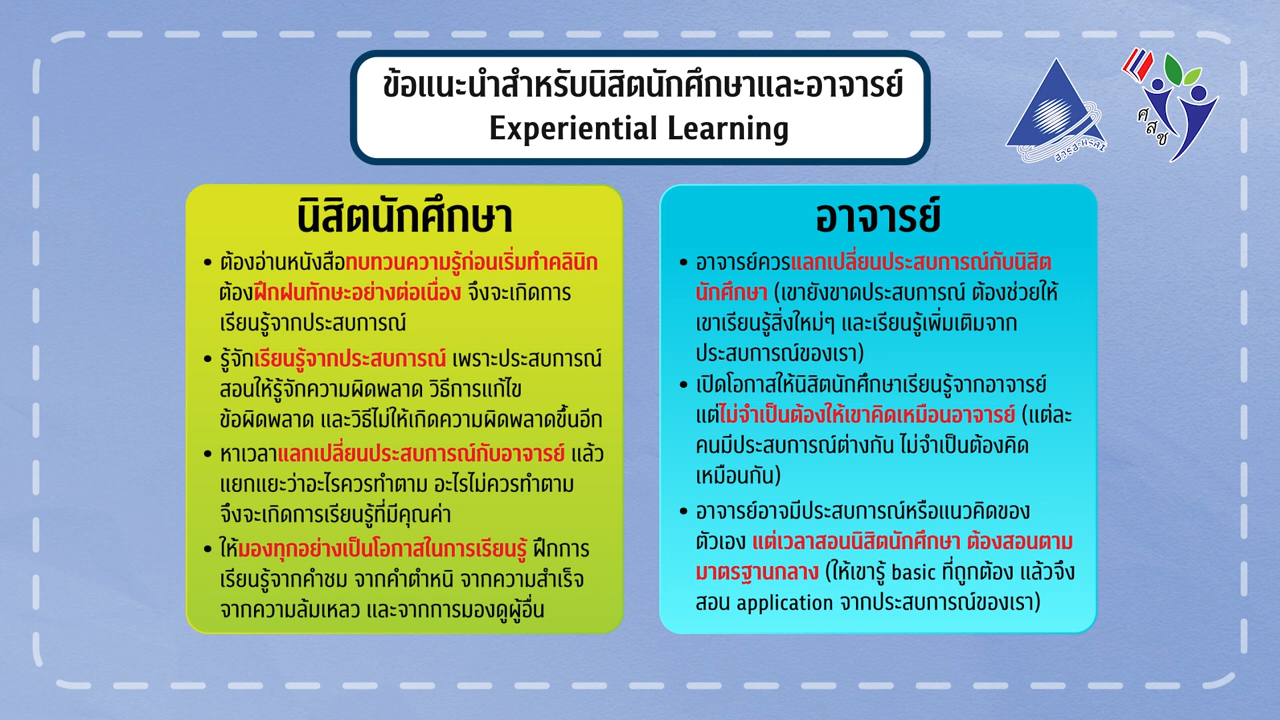 ข้อแนะนำสำหรับนิสิตนักศึกษาและอาจารย์
Experiential Learning
ศสช
นิสิตนักศึกษา
• ต้องอ่านหนังสือทบทวนความรู้ก่อนเริ่มทำคลินิก
ต้องฝึกฝนทักษะอย่างต่อเนื่อง จึงจะเกิดการ
เรียนรู้จากประสบการณ์
• รู้จักเรียนรู้จากประสบการณ์ เพราะประสบการณ์
สอนให้รู้จักความผิดพลาด วิธีการแก้ไข
ข้อผิดพลาด และวิธีไม่ให้เกิดความผิดพลาดขึ้นอีก
• หาเวลาแลกเปลี่ยนประสบการณ์กับอาจารย์ แล้ว
แยกแยะว่าอะไรควรทำตาม อะไรไม่ควรทำตาม
จึงจะเกิดการเรียนรู้ที่มีคุณค่า
• ให้มองทุกอย่างเป็นโอกาสในการเรียนรู้ ฝึกการ
เรียนรู้จากคำชม จากคำตำหนิ จากความสำเร็จ
จากความล้มเหลว และจากการมองดูผู้อื่น
อาจารย์
• อาจารย์ควรแลกเปลี่ยนประสบการณ์กับนิสิต
นักศึกษา (เขายังขาดประสบการณ์ ต้องช่วยให้
เขาเรียนรู้สิ่งใหม่ๆ และเรียนรู้เพิ่มเติมจาก
ประสบการณ์ของเรา)
• เปิดโอกาสให้นิสิตนักศึกษาเรียนรู้จากอาจารย์
แต่ไม่จำเป็นต้องให้เขาคิดเหมือนอาจารย์ (แต่ละ
คนมีประสบการณ์ต่างกัน ไม่จำเป็นต้องคิด
เหมือนกัน)
• อาจารย์อาจมีประสบการณ์หรือแนวคิดของ
ตัวเอง แต่เวลาสอนนิสิตนักศึกษา ต้องสอนตาม
มาตรฐานกลาง (ให้เขารู้ basic ที่ถูกต้อง แล้วจึง
สอน application จากประสบการณ์ของเรา)